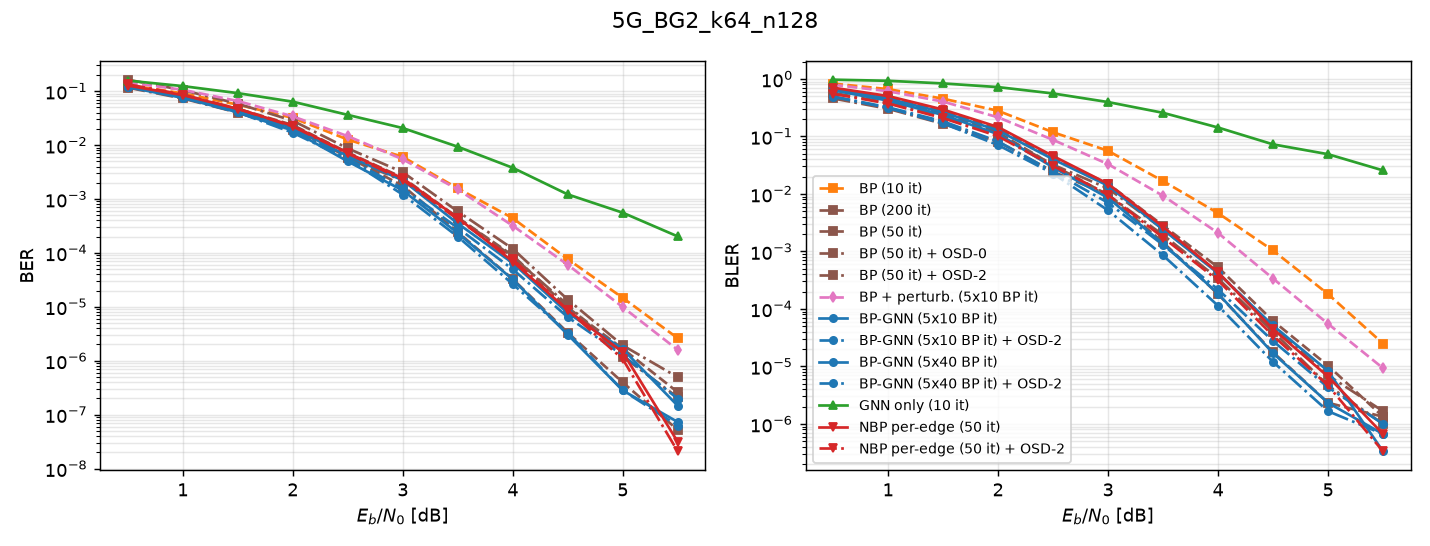 5G_BG2_k64_n128
BER
10⁻¹
10⁻²
10⁻³
10⁻⁴
10⁻⁵
10⁻⁶
10⁻⁷
10⁻⁸
1 2 3 4 5
E_b/N_0 [dB]
BLER
10⁰
10⁻¹
10⁻²
10⁻³
10⁻⁴
10⁻⁵
10⁻⁶
BP (10 it)
BP (200 it)
BP (50 it)
BP (50 it) + OSD-0
BP (50 it) + OSD-2
BP + perturb. (5x10 BP it)
BP-GNN (5x10 BP it)
BP-GNN (5x10 BP it) + OSD-2
BP-GNN (5x40 BP it)
BP-GNN (5x40 BP it) + OSD-2
GNN only (10 it)
NBP per-edge (50 it)
NBP per-edge (50 it) + OSD-2
1 2 3 4 5
E_b/N_0 [dB]